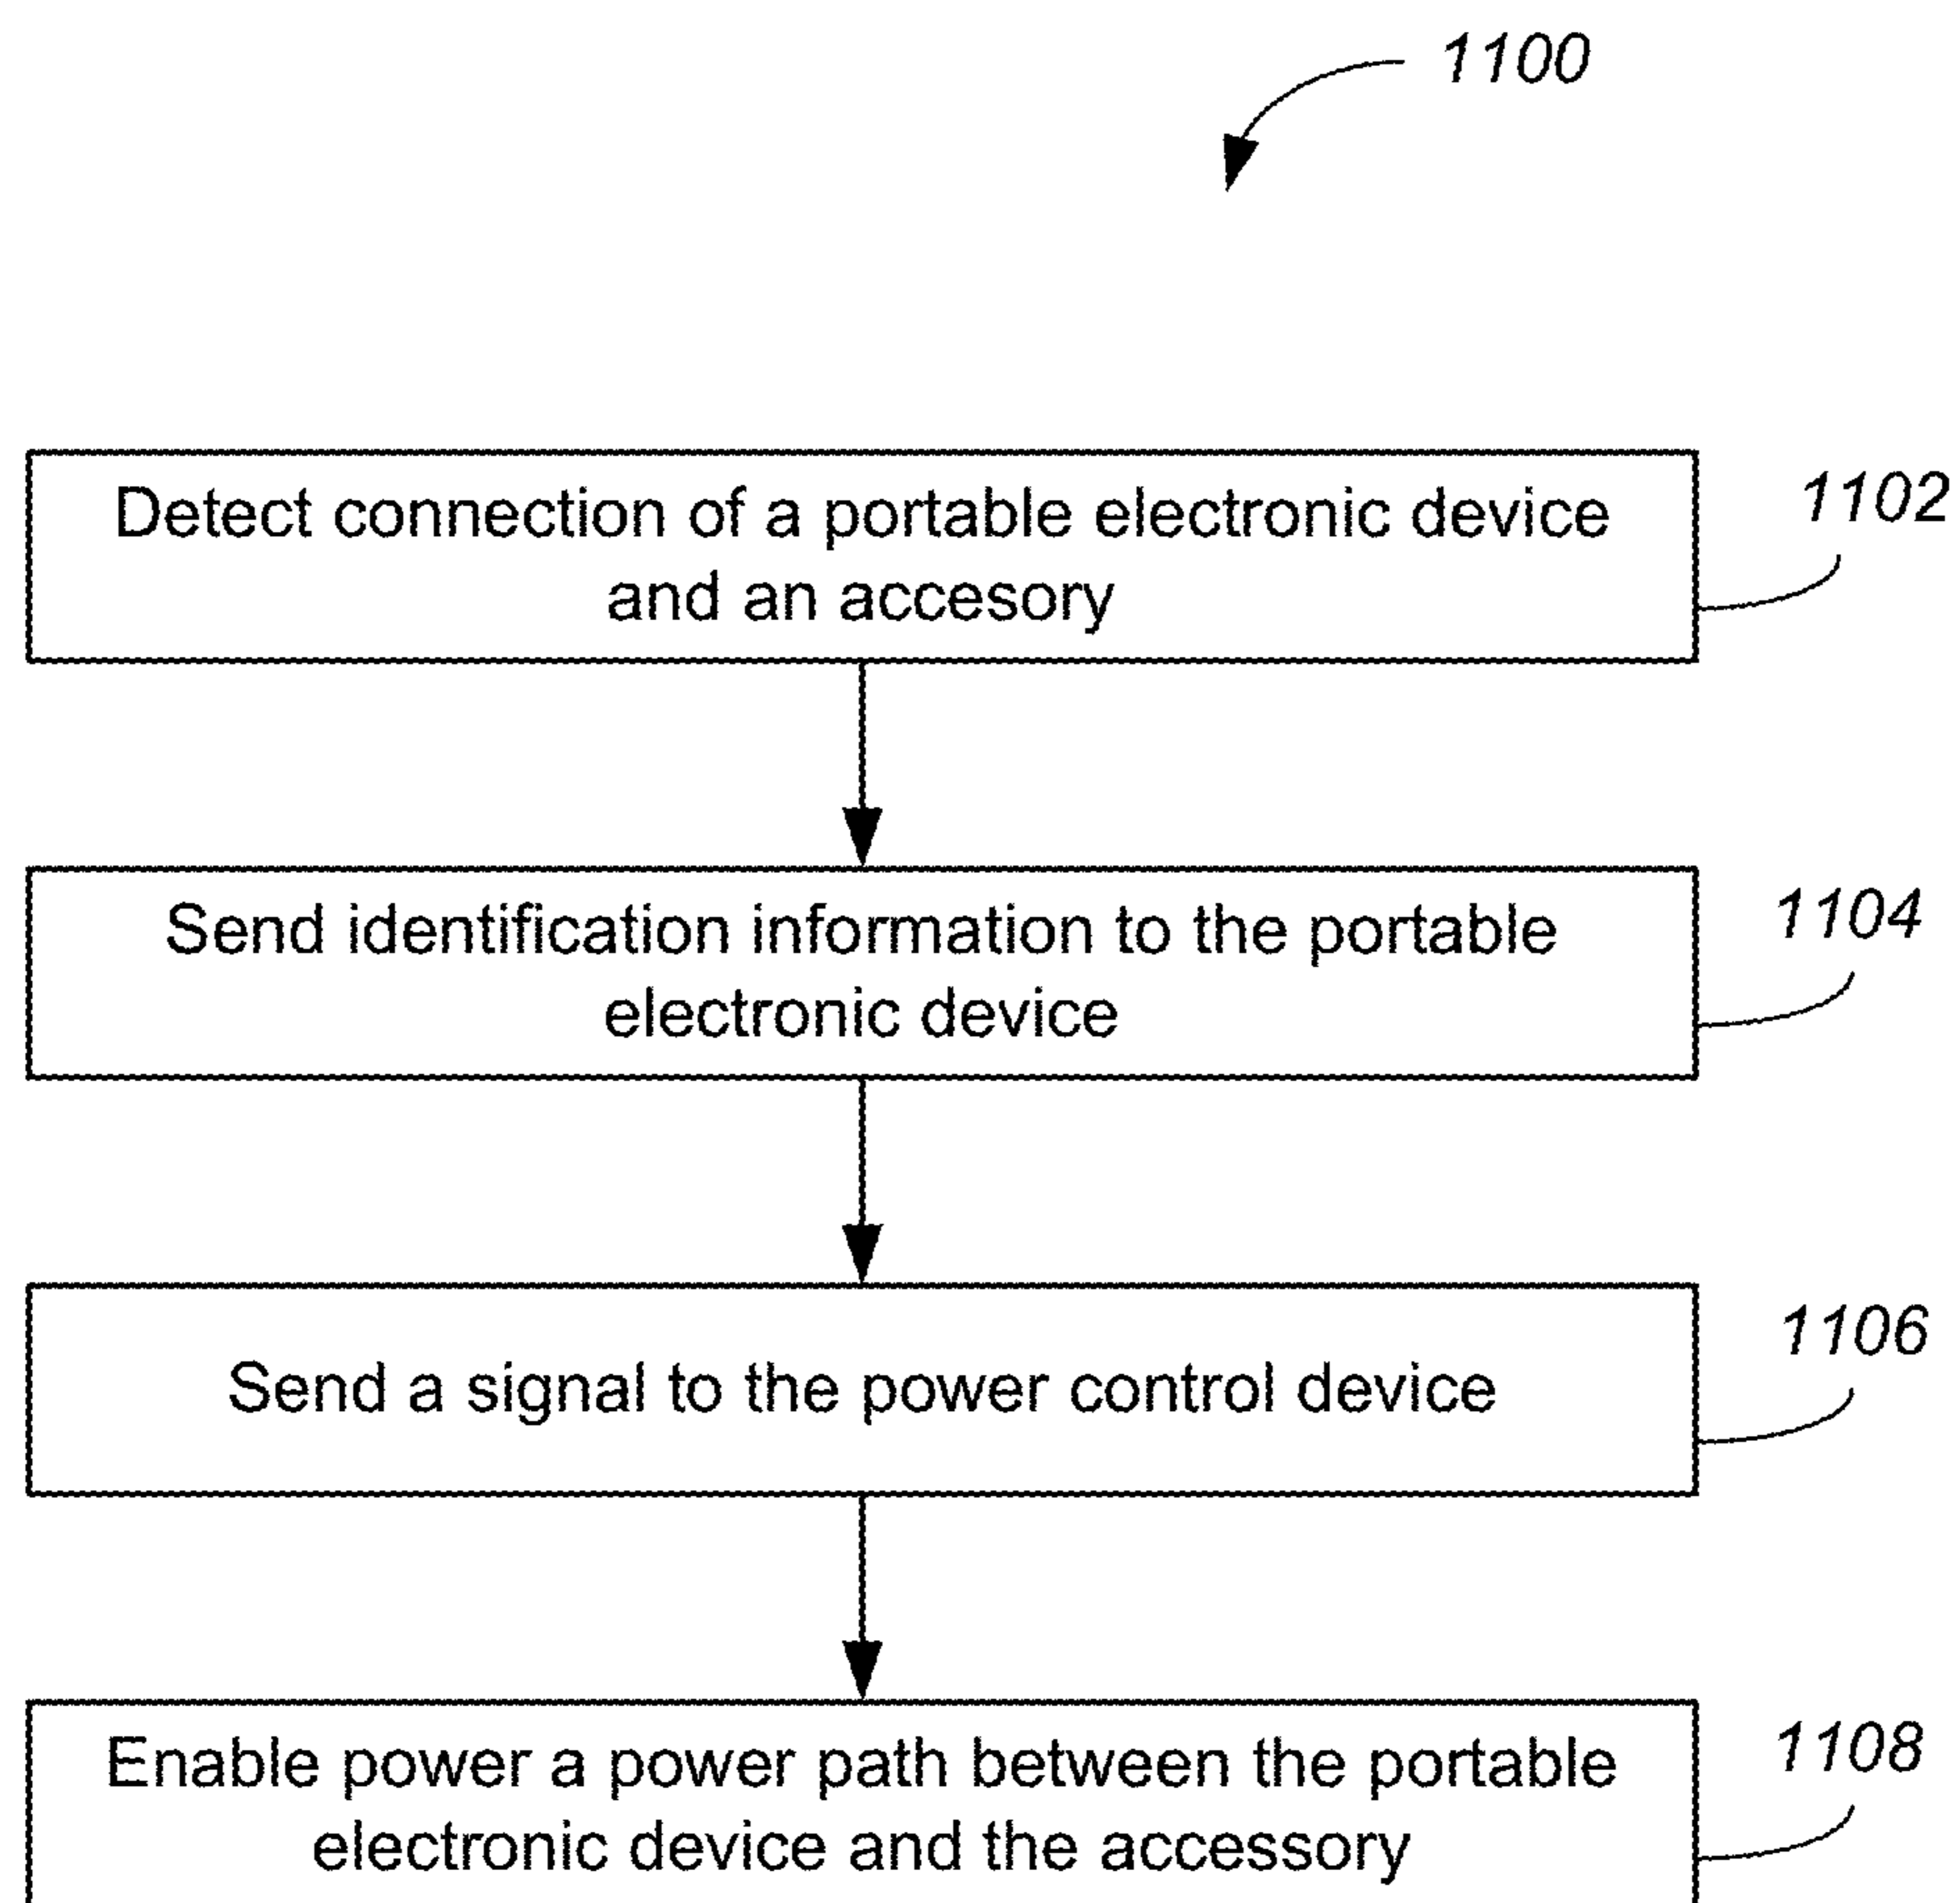 1100
Detect connection of a portable electronic device
and an accesory
1102
Send identification information to the portable
electronic device
1104
Send a signal to the power control device
1106
Enable power a power path between the portable
electronic device and the accessory
1108